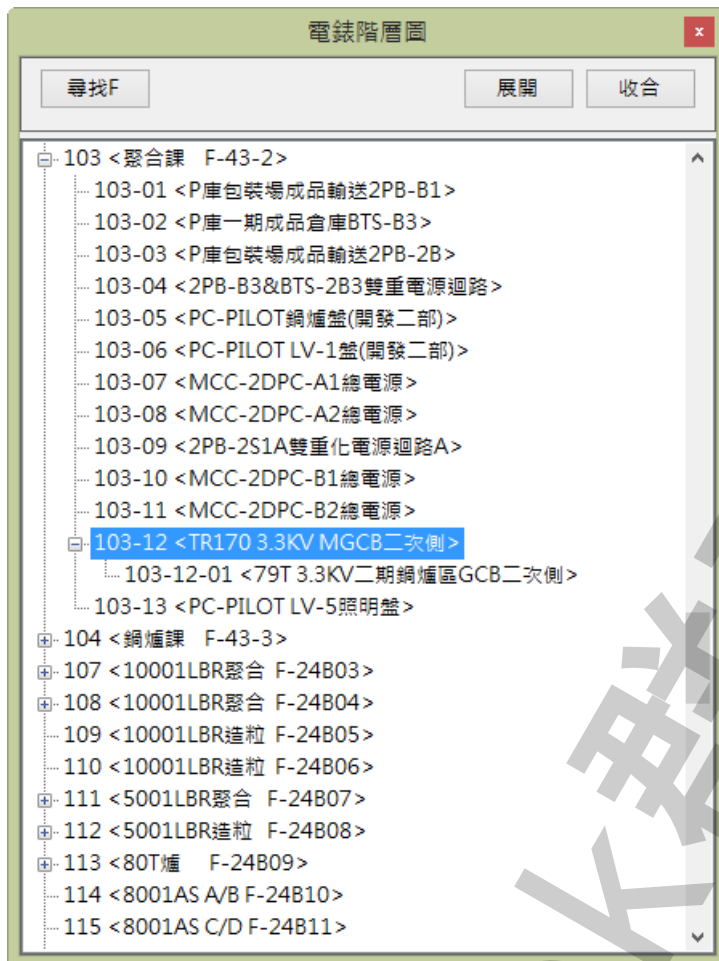 電錶階層圖
x
尋找F 展開 收合
103 <聚合課 F-43-2>
103-01 <P庫包裝場成品輸送2PB-B1>
103-02 <P庫一期成品倉庫BTS-B3>
103-03 <P庫包裝場成品輸送2PB-2B>
103-04 <2PB-B3&BTS-2B3雙重電源迴路>
103-05 <PC-PILOT鍋爐盤(開發二部)>
103-06 <PC-PILOT LV-1盤(開發二部)>
103-07 <MCC-2DPC-A1總電源>
103-08 <MCC-2DPC-A2總電源>
103-09 <2PB-2S1A雙重化電源迴路A>
103-10 <MCC-2DPC-B1總電源>
103-11 <MCC-2DPC-B2總電源>
103-12 <TR170 3.3KV MGCB二次側>
103-12-01 <79T 3.3KV二期鍋爐區GCB二次側>
103-13 <PC-PILOT LV-5照明盤>
104 <鍋爐課 F-43-3>
107 <10001LBR聚合 F-24B03>
108 <10001LBR聚合 F-24B04>
109 <10001LBR造粒 F-24B05>
110 <10001LBR造粒 F-24B06>
111 <5001LBR聚合 F-24B07>
112 <5001LBR造粒 F-24B08>
113 <80T爐 F-24B09>
114 <8001AS A/B F-24B10>
115 <8001AS C/D F-24B11>